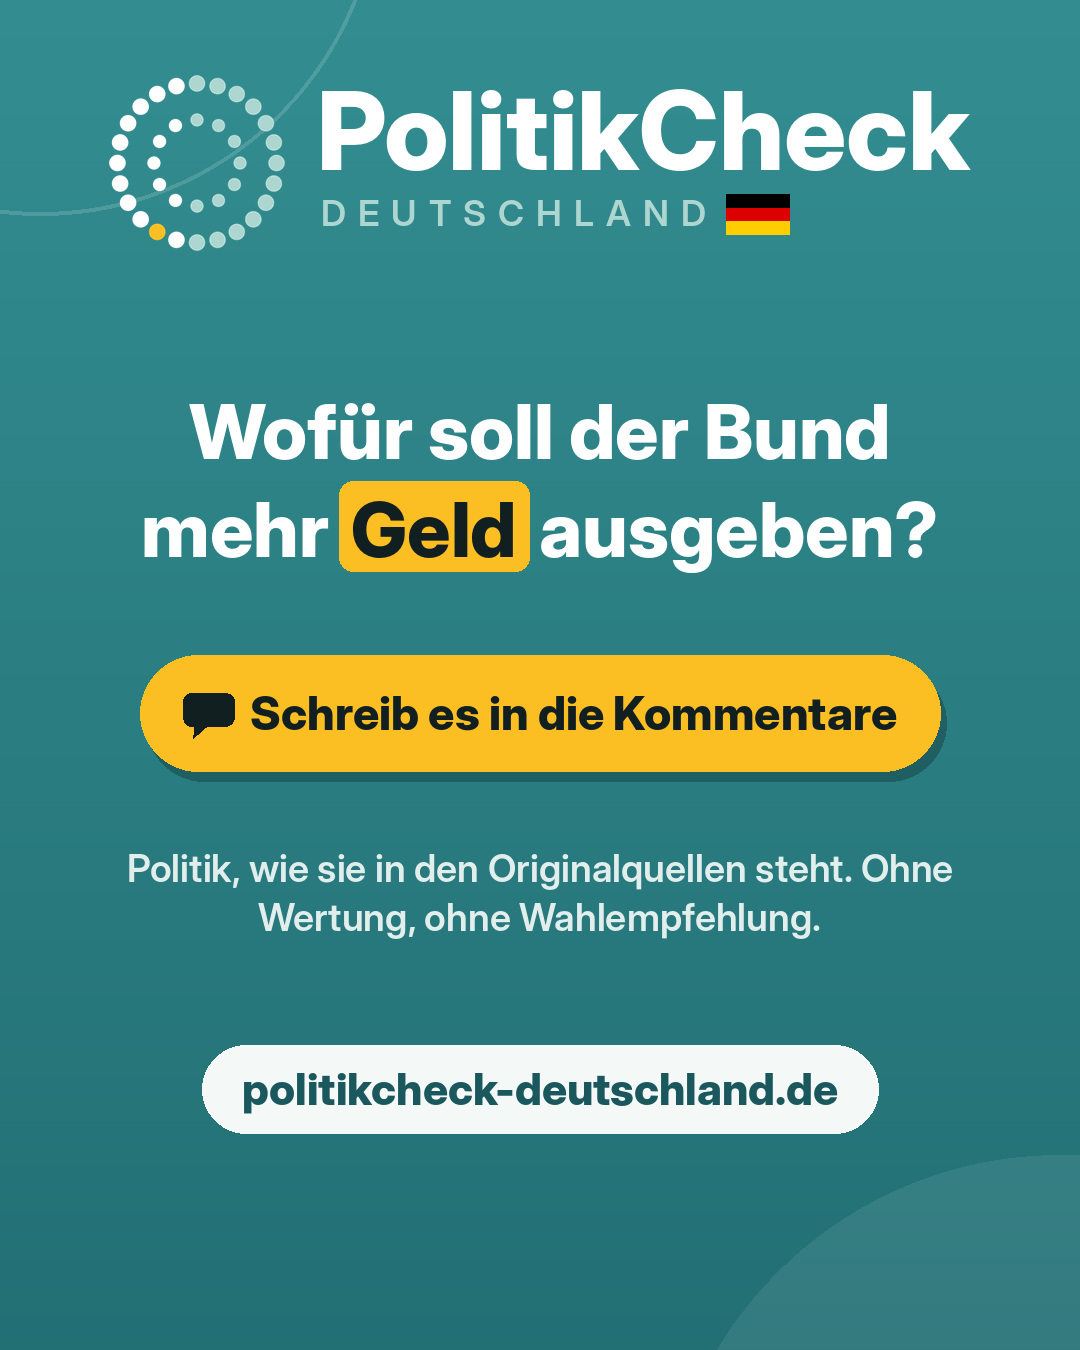 PolitikCheck
DEUTSCHLAND
Wofür soll der Bund
mehr Geld ausgeben?
Schreib es in die Kommentare
Politik, wie sie in den Originalquellen steht. Ohne
Wertung, ohne Wahlempfehlung.
politikcheck-deutschland.de